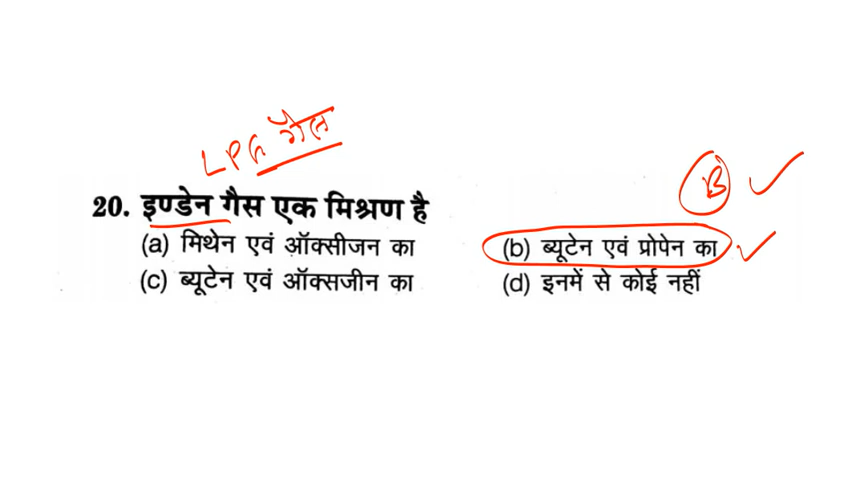 LPG गैस
B
20. इण्डेन गैस एक मिश्रण है
(a) मिथेन एवं ऑक्सीजन का (b) ब्यूटेन एवं प्रोपेन का
(c) ब्यूटेन एवं ऑक्सजीन का (d) इनमें से कोई नहीं